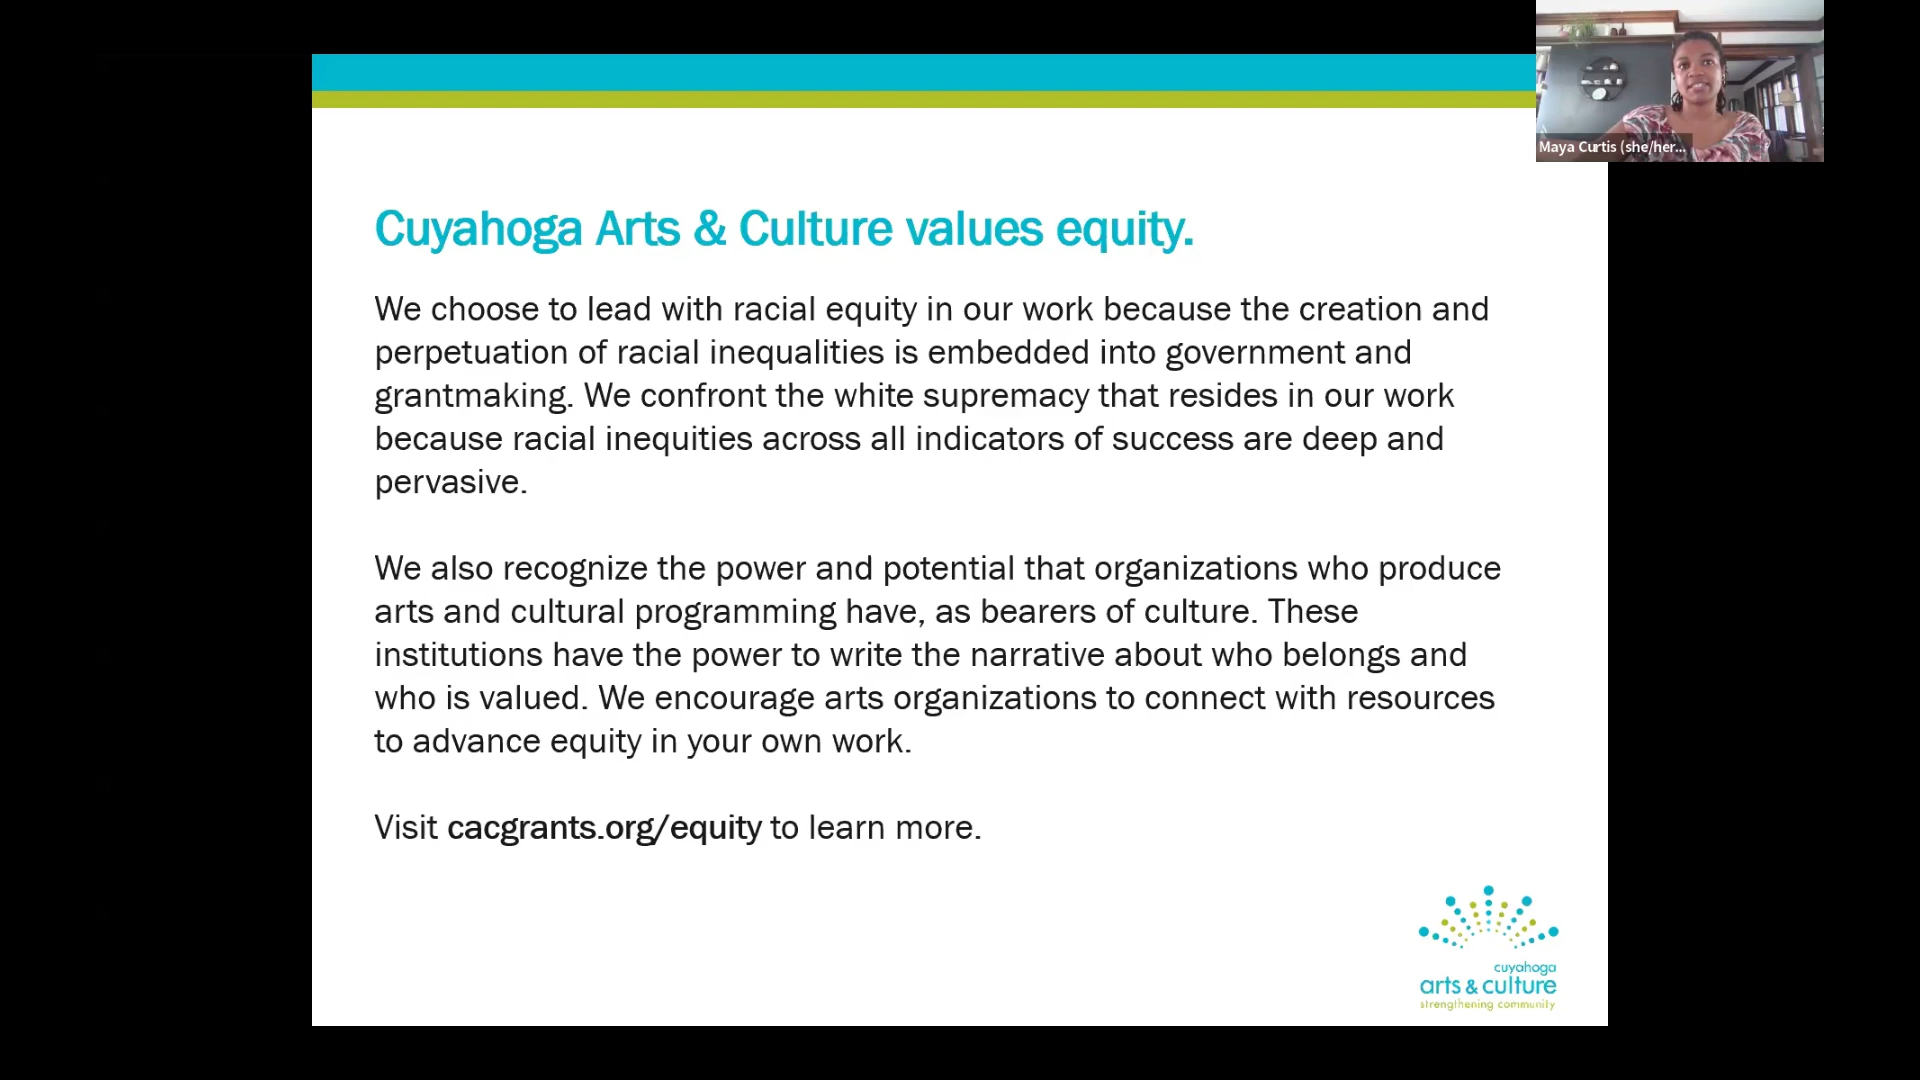 Maya Curtis (she/her...
Cuyahoga Arts & Culture values equity.
We choose to lead with racial equity in our work because the creation and
perpetuation of racial inequalities is embedded into government and
grantmaking. We confront the white supremacy that resides in our work
because racial inequities across all indicators of success are deep and
pervasive.
We also recognize the power and potential that organizations who produce
arts and cultural programming have, as bearers of culture. These
institutions have the power to write the narrative about who belongs and
who is valued. We encourage arts organizations to connect with resources
to advance equity in your own work.
Visit cacgrants.org/equity to learn more.
cuyahoga
arts & culture
strengthening community